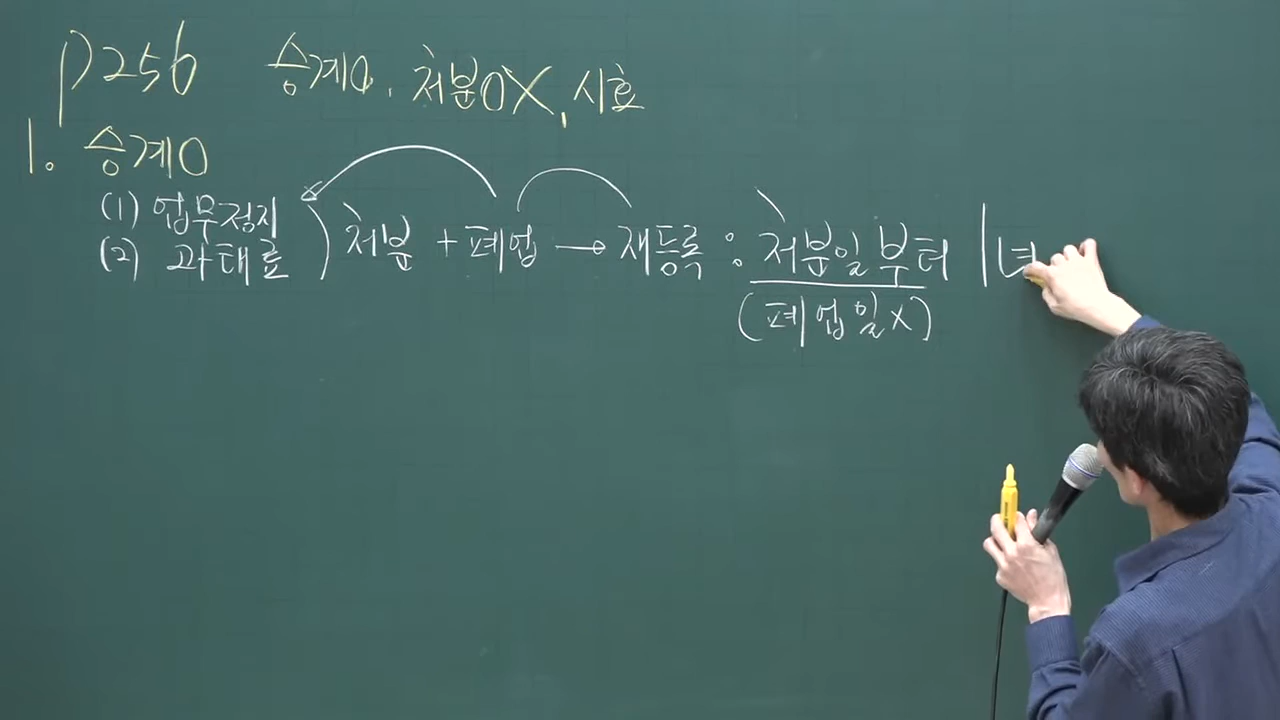 p256 승계O, 처분OX, 시효
1. 승계O
(1) 업무정지
(2) 과태료
) 처분 + 폐업 → 재등록 : 처분일부터 1년
(폐업일X)